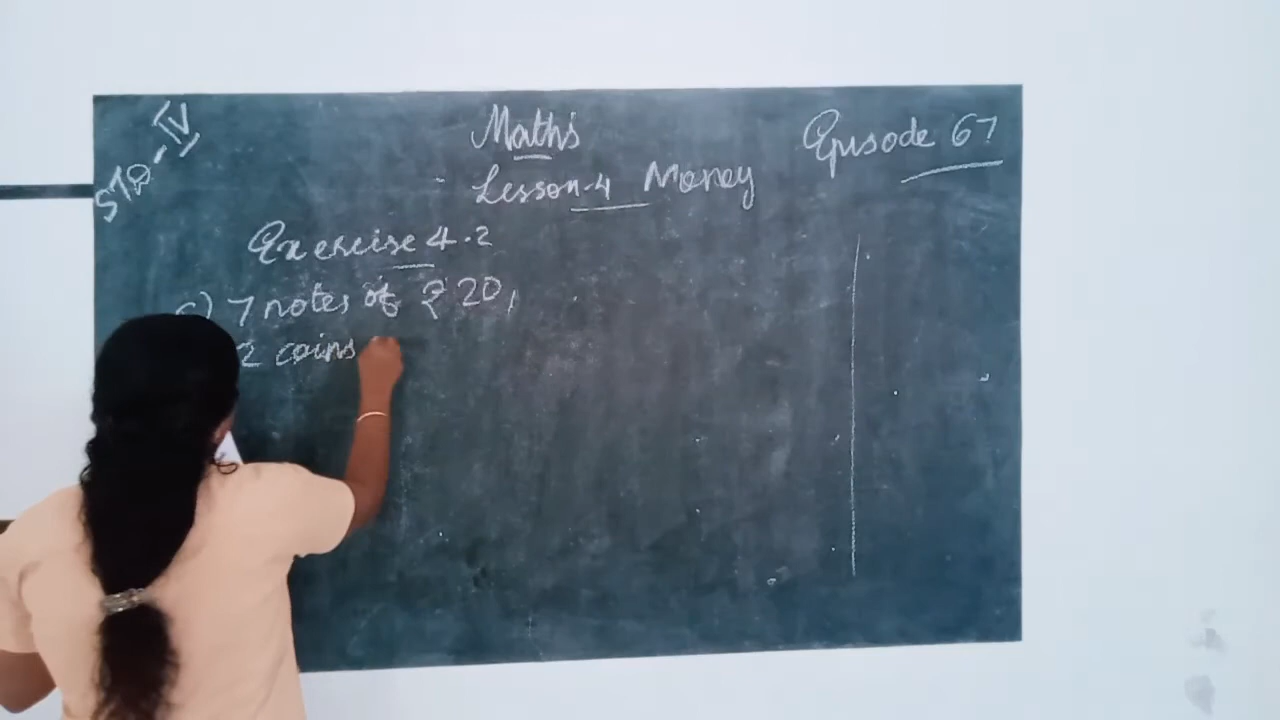 STD-IV
Maths
Episode 67
Lesson-4 Money
Exercise 4.2
c) 7 notes of ₹ 20,
2 coins